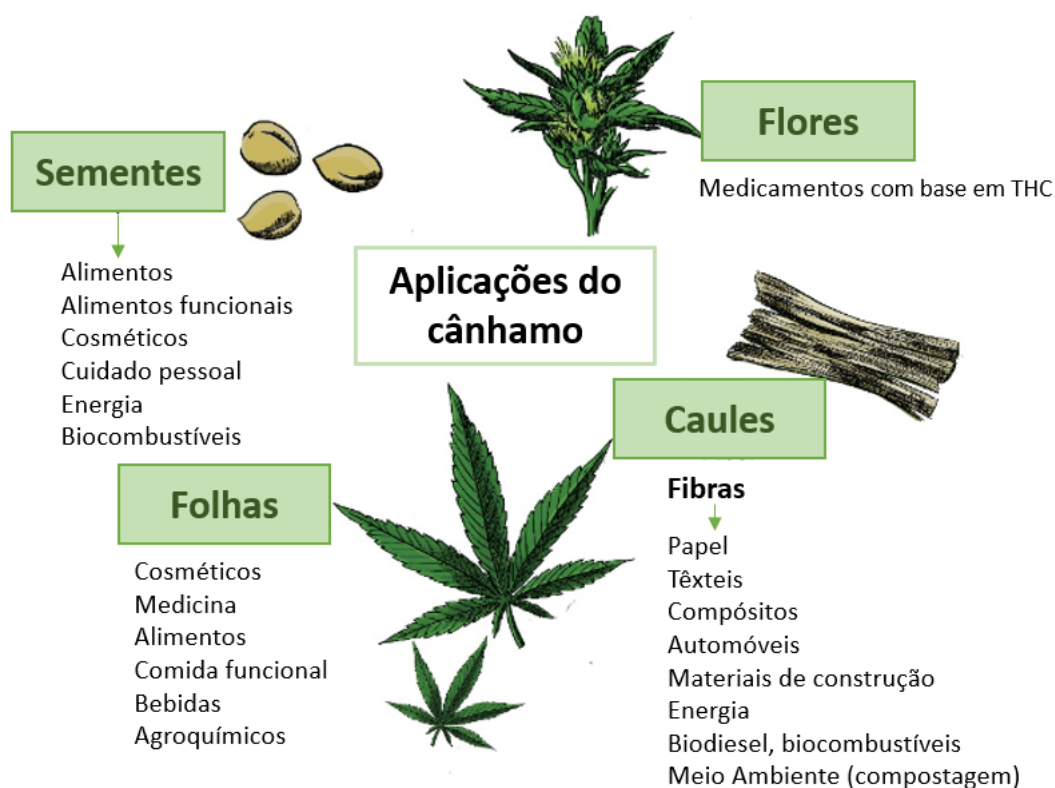 Aplicações do
cânhamo
Sementes
Alimentos
Alimentos funcionais
Cosméticos
Cuidado pessoal
Energia
Biocombustíveis
Flores
Medicamentos com base em THC
Folhas
Cosméticos
Medicina
Alimentos
Comida funcional
Bebidas
Agroquímicos
Caules
Fibras
Papel
Têxteis
Compósitos
Automóveis
Materiais de construção
Energia
Biodiesel, biocombustíveis
Meio Ambiente (compostagem)